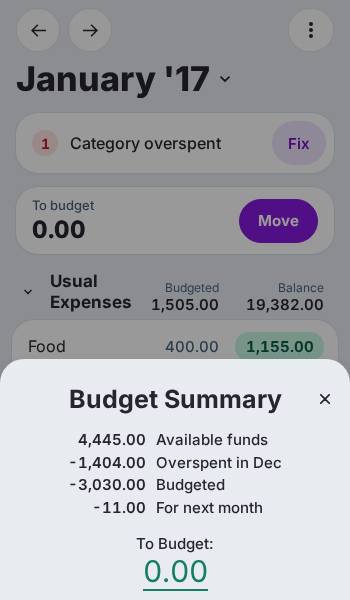 January '17
1 Category overspent Fix
To budget
0.00 Move
Usual Expenses Budgeted Balance
1,505.00 19,382.00
Food 400.00 1,155.00
Budget Summary
4,445.00 Available funds
-1,404.00 Overspent in Dec
-3,030.00 Budgeted
-11.00 For next month
To Budget:
0.00